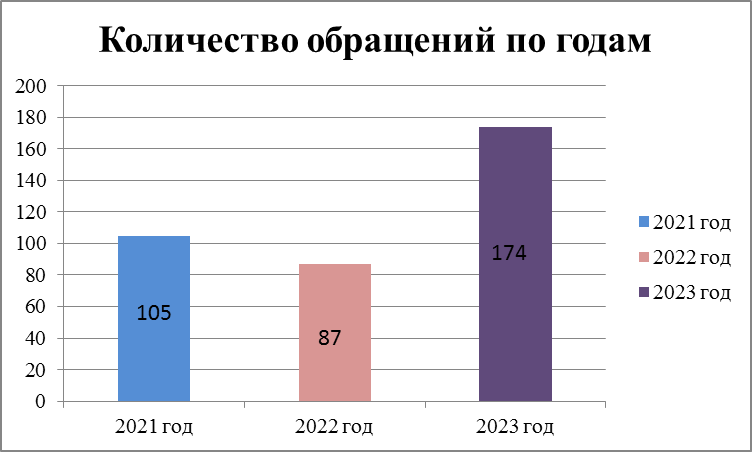 Количество обращений по годам
200
180
160
140
120
100
80
60
40
20
0
105
87
174
2021 год
2022 год
2023 год
2021 год
2022 год
2023 год